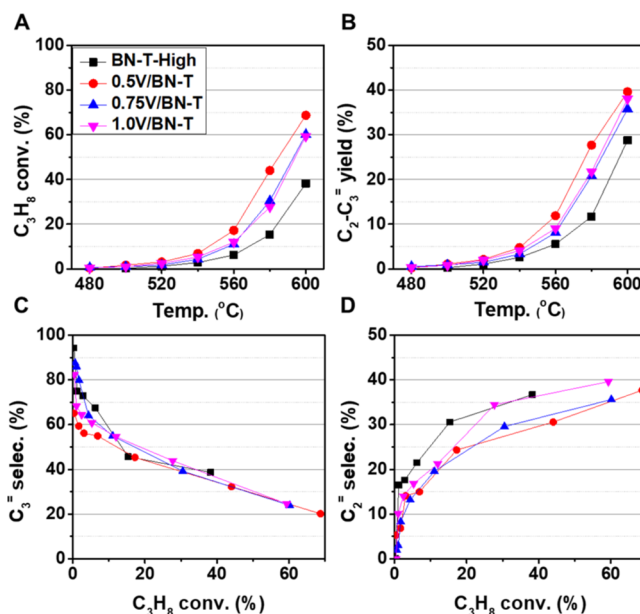 A
B
BN-T-High
0.5V/BN-T
0.75V/BN-T
1.0V/BN-T
C₃H₈ conv. (%)
100
80
60
40
20
0
480 520 560 600
Temp. (°C)
C₂-C₃⁼ yield (%)
50
40
30
20
10
0
480 520 560 600
Temp. (°C)
C
D
C₃⁼ selec. (%)
100
80
60
40
20
0
0 20 40 60
C₃H₈ conv. (%)
C₂⁼ selec. (%)
50
40
30
20
10
0
0 20 40 60
C₃H₈ conv. (%)